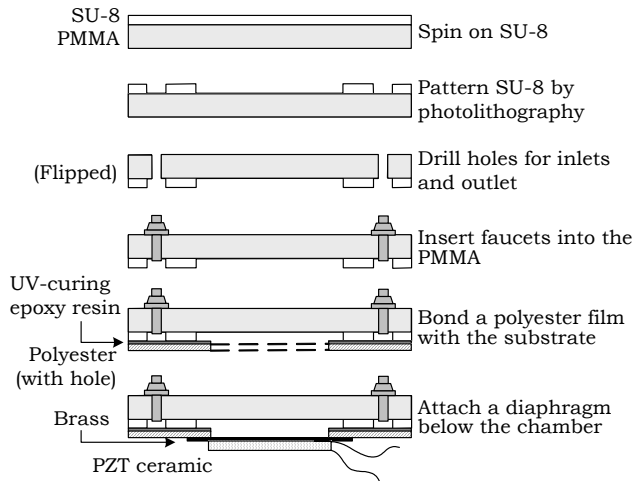 SU-8
PMMA
Spin on SU-8
Pattern SU-8 by
photolithography
(Flipped)
Drill holes for inlets
and outlet
Insert faucets into the
PMMA
UV-curing
epoxy resin
Polyester
(with hole)
Bond a polyester film
with the substrate
Brass
PZT ceramic
Attach a diaphragm
below the chamber